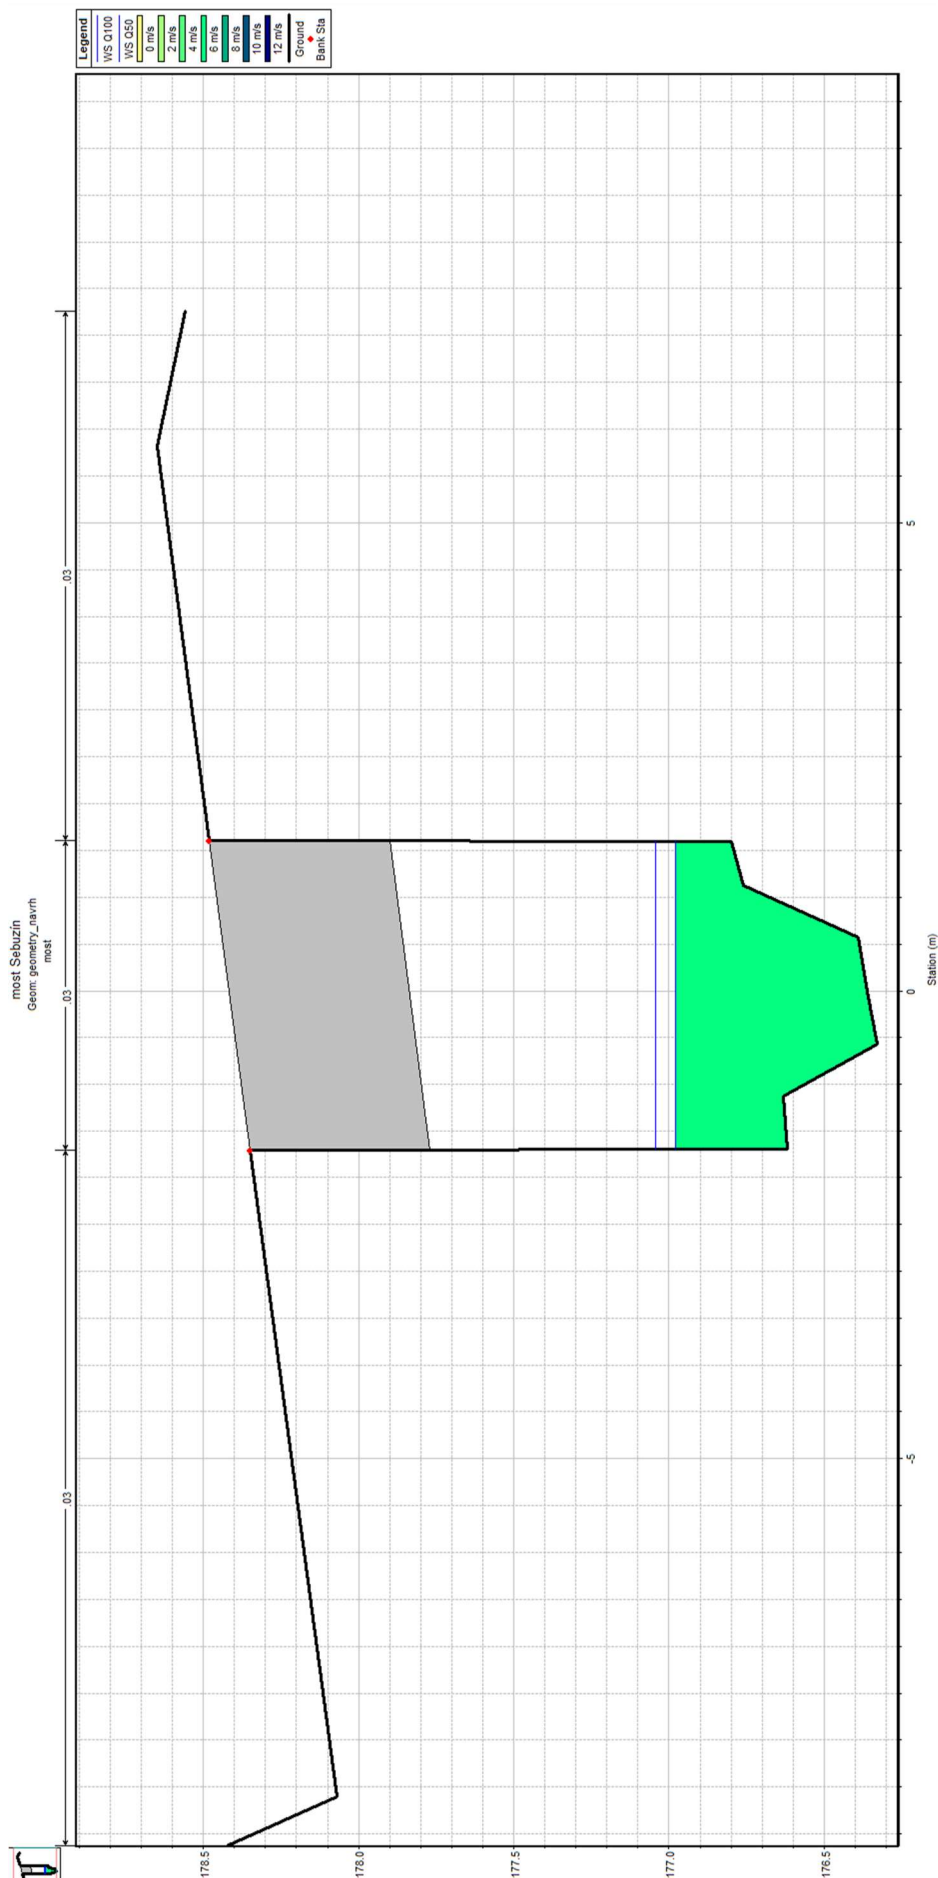 most Sebuzín
Geom: geometry_navrh
most
.03
.03
.03
Legend
WS Q100
WS Q50
0 m/s
2 m/s
4 m/s
6 m/s
8 m/s
10 m/s
12 m/s
Ground
Bank Sta
178.5
178.0
177.5
177.0
176.5
-5
0
5
Station (m)